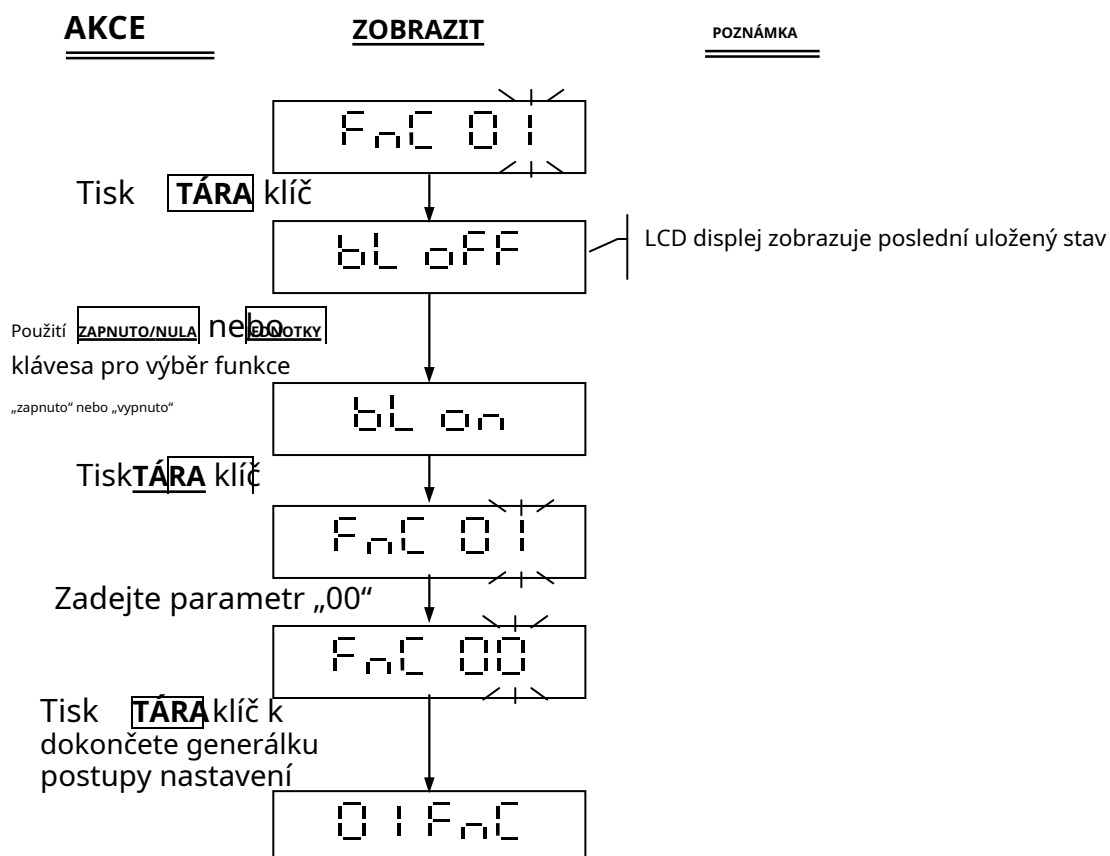 AKCE ZOBRAZIT POZNÁMKA
FnC 01
Tisk TÁRA klíč
bL oFF
LCD displej zobrazuje poslední uložený stav
Použití ZAPNUTO/NULA nebo JEDNOTKY
klávesa pro výběr funkce
„zapnuto“ nebo „vypnuto“
bL on
Tisk TÁRA klíč
FnC 01
Zadejte parametr „00“
FnC 00
Tisk TÁRA klíč k
dokončete generálku
postupy nastavení
01 FnC